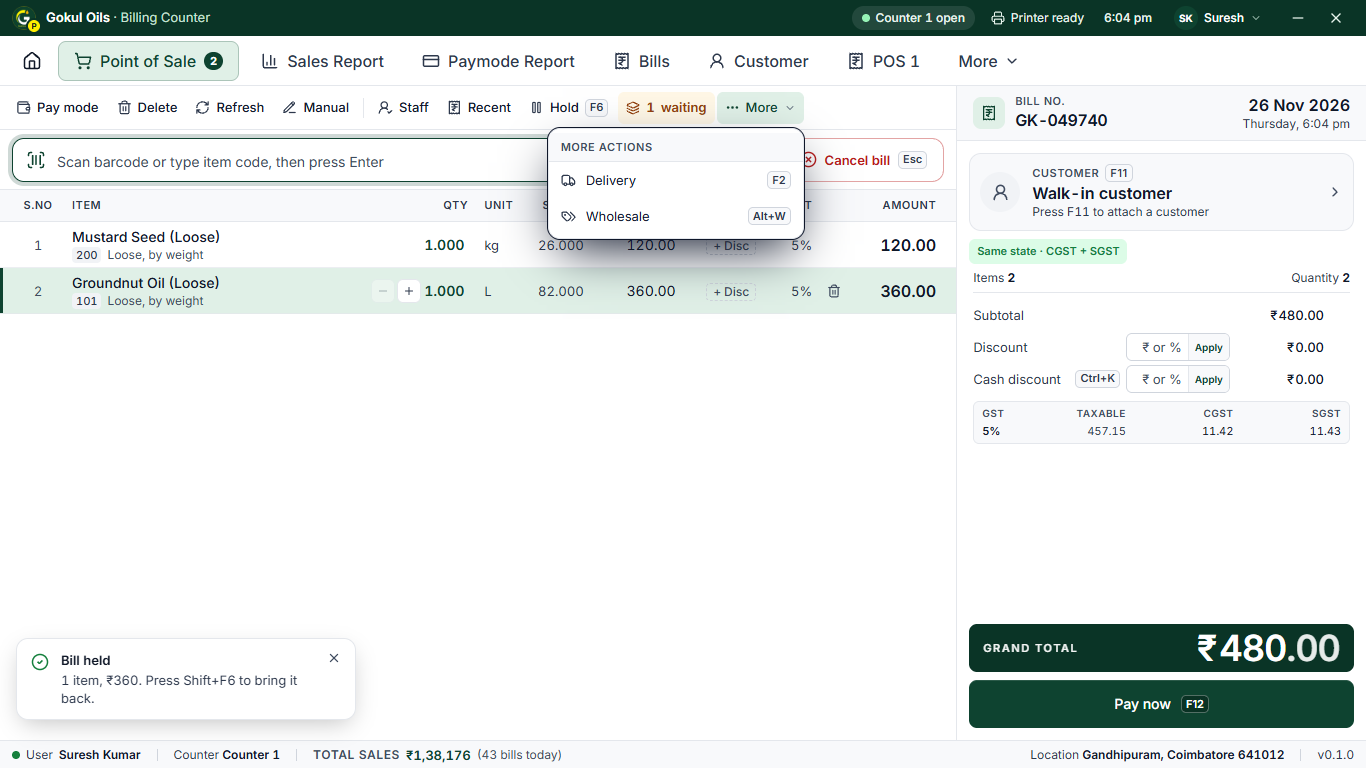 Gokul Oils · Billing Counter
Counter 1 open
Printer ready
6:04 pm
SK Suresh
Point of Sale 2
Sales Report
Paymode Report
Bills
Customer
POS 1
More
Pay mode
Delete
Refresh
Manual
Staff
Recent
Hold F6
1 waiting
More
Scan barcode or type item code, then press Enter
Cancel bill Esc
MORE ACTIONS
Delivery F2
Wholesale Alt+W
S.NO ITEM QTY UNIT AMOUNT
1 Mustard Seed (Loose) 1.000 kg 26.000 120.00 + Disc 5% 120.00
200 Loose, by weight
2 Groundnut Oil (Loose) − + 1.000 L 82.000 360.00 + Disc 5% 360.00
101 Loose, by weight
BILL NO.
GK-049740
26 Nov 2026
Thursday, 6:04 pm
CUSTOMER F11
Walk-in customer
Press F11 to attach a customer
Same state · CGST + SGST
Items 2 Quantity 2
Subtotal ₹480.00
Discount ₹ or % Apply ₹0.00
Cash discount Ctrl+K ₹ or % Apply ₹0.00
GST TAXABLE CGST SGST
5% 457.15 11.42 11.43
GRAND TOTAL ₹480.00
Pay now F12
Bill held
1 item, ₹360. Press Shift+F6 to bring it
back.
User Suresh Kumar
Counter Counter 1
TOTAL SALES ₹1,38,176 (43 bills today)
Location Gandhipuram, Coimbatore 641012
v0.1.0